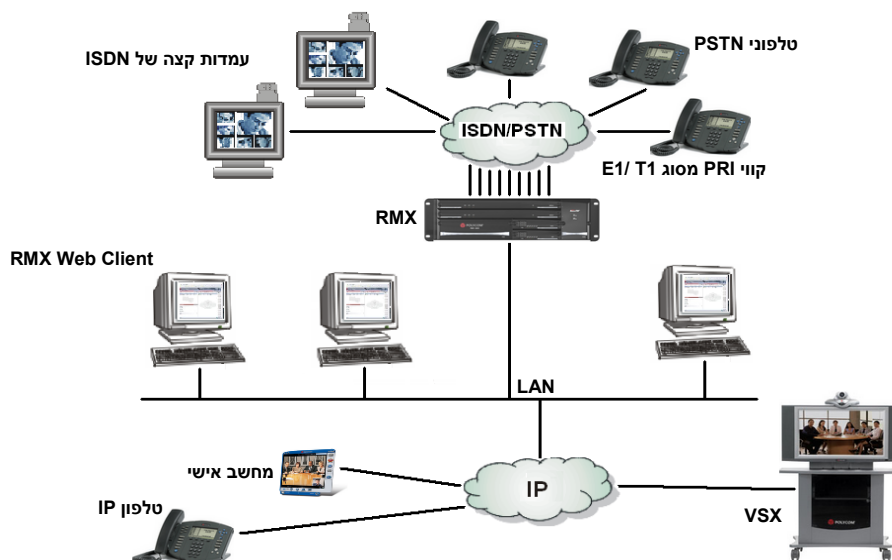 טלפוני PSTN
עמדות קצה של ISDN
ISDN/PSTN
קווי PRI מסוג E1/ T1
RMX
RMX Web Client
LAN
מחשב אישי
IP
טלפון IP
VSX
POLYCOM